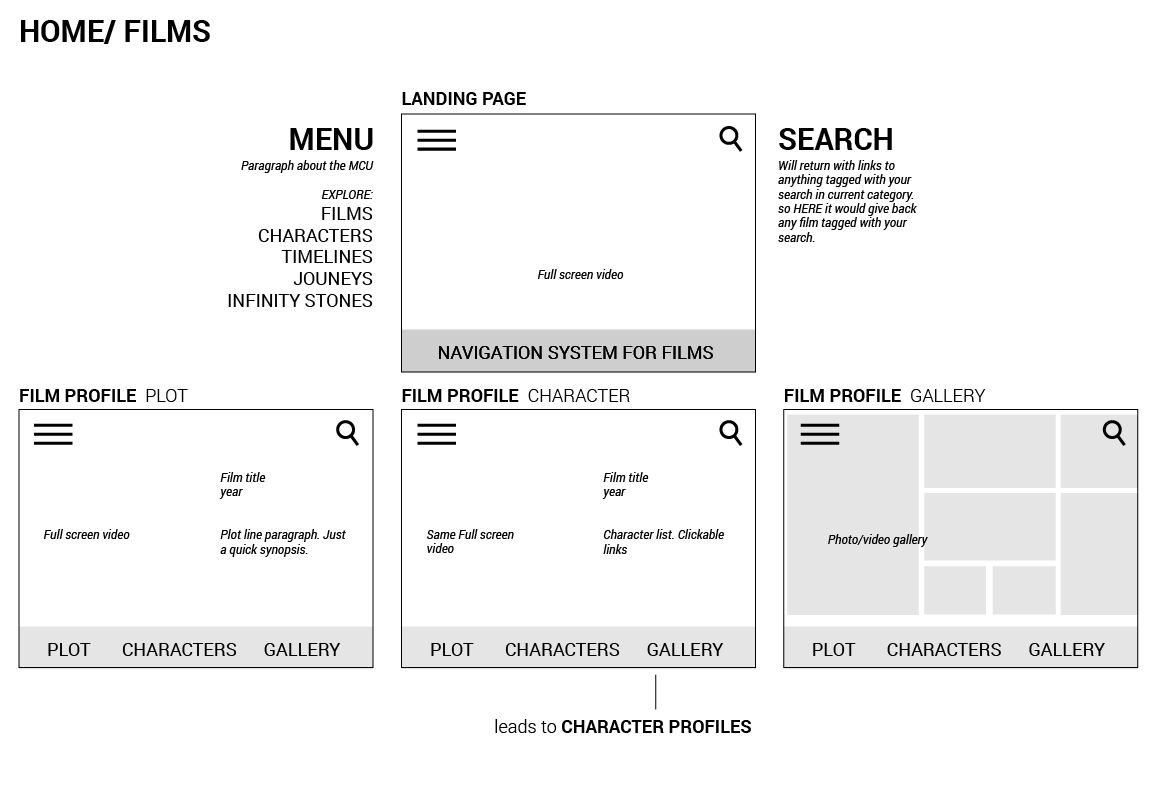 HOME/ FILMS
LANDING PAGE
MENU
Paragraph about the MCU
EXPLORE:
FILMS
CHARACTERS
TIMELINES
JOUNEYS
INFINITY STONES
Full screen video
NAVIGATION SYSTEM FOR FILMS
SEARCH
Will return with links to
anything tagged with your
search in current category.
so HERE it would give back
any film tagged with your
search.
FILM PROFILE PLOT
Film title
year
Full screen video
Plot line paragraph. Just
a quick synopsis.
PLOT CHARACTERS GALLERY
FILM PROFILE CHARACTER
Film title
year
Same Full screen
video
Character list. Clickable
links
PLOT CHARACTERS GALLERY
leads to CHARACTER PROFILES
FILM PROFILE GALLERY
Photo/video gallery
PLOT CHARACTERS GALLERY